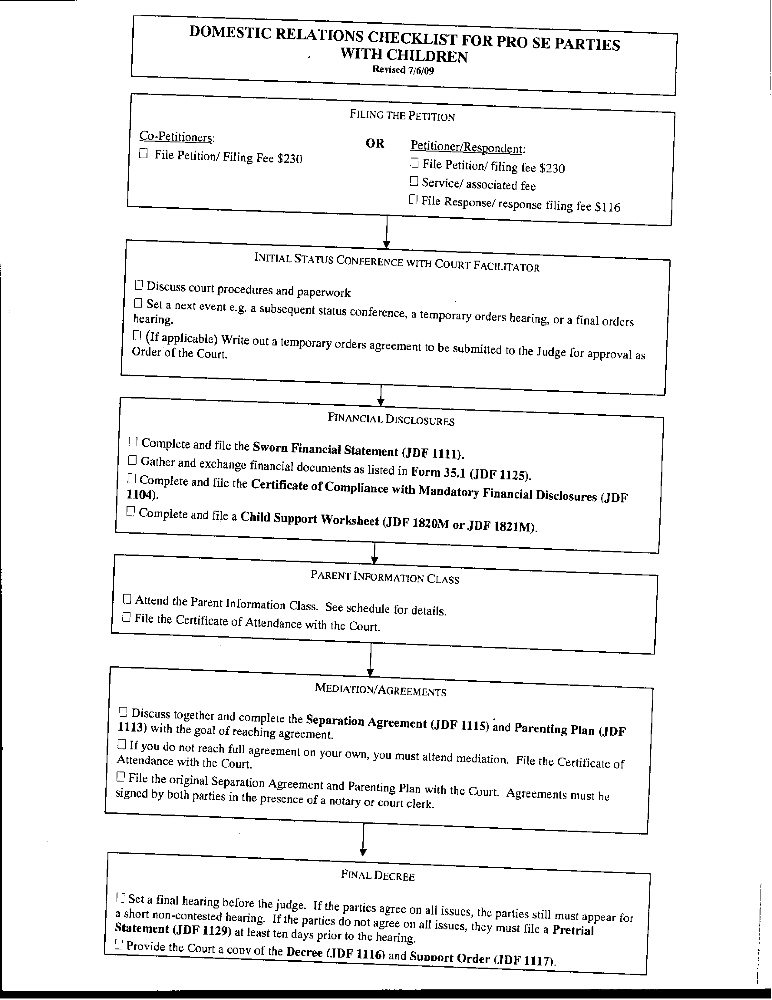 DOMESTIC RELATIONS CHECKLIST FOR PRO SE PARTIES
WITH CHILDREN
Revised 7/6/09
FILING THE PETITION
Co-Petitioners:
☐ File Petition/ Filing Fee $230
OR
Petitioner/Respondent:
☐ File Petition/ filing fee $230
☐ Service/ associated fee
☐ File Response/ response filing fee $116
INITIAL STATUS CONFERENCE WITH COURT FACILITATOR
☐ Discuss court procedures and paperwork
☐ Set a next event e.g. a subsequent status conference, a temporary orders hearing, or a final orders
hearing.
☐ (If applicable) Write out a temporary orders agreement to be submitted to the Judge for approval as
Order of the Court.
FINANCIAL DISCLOSURES
☐ Complete and file the Sworn Financial Statement (JDF 1111).
☐ Gather and exchange financial documents as listed in Form 35.1 (JDF 1125).
☐ Complete and file the Certificate of Compliance with Mandatory Financial Disclosures (JDF
1104).
☐ Complete and file a Child Support Worksheet (JDF 1820M or JDF 1821M).
PARENT INFORMATION CLASS
☐ Attend the Parent Information Class. See schedule for details.
☐ File the Certificate of Attendance with the Court.
MEDIATION/AGREEMENTS
☐ Discuss together and complete the Separation Agreement (JDF 1115) and Parenting Plan (JDF
1113) with the goal of reaching agreement.
☐ If you do not reach full agreement on your own, you must attend mediation. File the Certificate of
Attendance with the Court.
☐ File the original Separation Agreement and Parenting Plan with the Court. Agreements must be
signed by both parties in the presence of a notary or court clerk.
FINAL DECREE
☐ Set a final hearing before the judge. If the parties agree on all issues, the parties still must appear for
a short non-contested hearing. If the parties do not agree on all issues, they must file a Pretrial
Statement (JDF 1129) at least ten days prior to the hearing.
☐ Provide the Court a copy of the Decree (JDF 1116) and Support Order (JDF 1117).